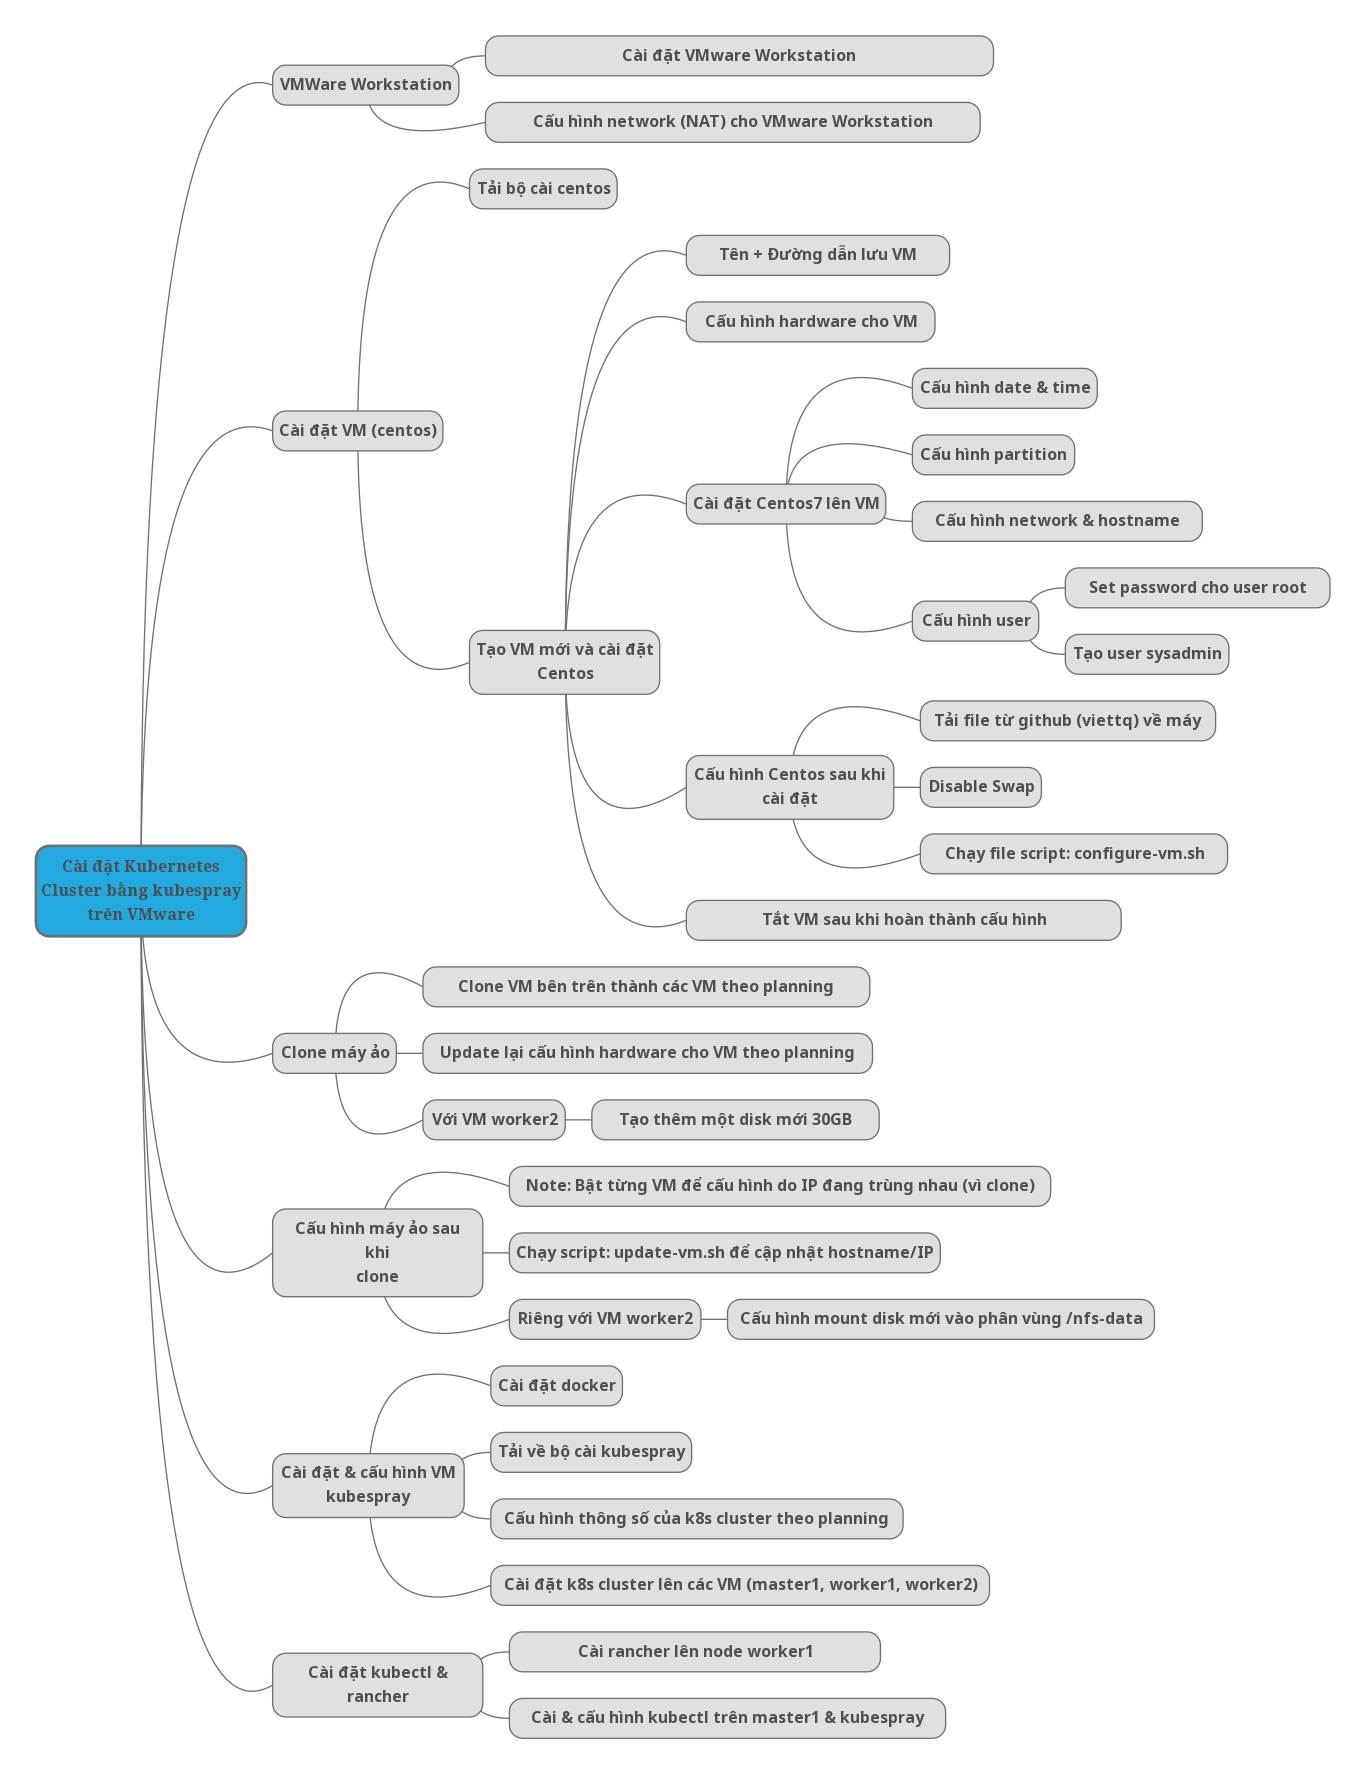 Cài đặt VMware Workstation
VMWare Workstation
Cấu hình network (NAT) cho VMware Workstation
Tải bộ cài centos
Tên + Đường dẫn lưu VM
Cấu hình hardware cho VM
Cấu hình date & time
Cài đặt VM (centos)
Cấu hình partition
Cài đặt Centos7 lên VM
Cấu hình network & hostname
Set password cho user root
Cấu hình user
Tạo VM mới và cài đặt
Centos
Tạo user sysadmin
Tải file từ github (viettq) về máy
Cấu hình Centos sau khi
cài đặt
Disable Swap
Chạy file script: configure-vm.sh
Cài đặt Kubernetes
Cluster bằng kubespray
trên VMware
Tắt VM sau khi hoàn thành cấu hình
Clone VM bên trên thành các VM theo planning
Clone máy ảo
Update lại cấu hình hardware cho VM theo planning
Với VM worker2
Tạo thêm một disk mới 30GB
Note: Bật từng VM để cấu hình do IP đang trùng nhau (vì clone)
Cấu hình máy ảo sau
khi
clone
Chạy script: update-vm.sh để cập nhật hostname/IP
Riêng với VM worker2
Cấu hình mount disk mới vào phân vùng /nfs-data
Cài đặt docker
Tải về bộ cài kubespray
Cài đặt & cấu hình VM
kubespray
Cấu hình thông số của k8s cluster theo planning
Cài đặt k8s cluster lên các VM (master1, worker1, worker2)
Cài rancher lên node worker1
Cài đặt kubectl &
rancher
Cài & cấu hình kubectl trên master1 & kubespray